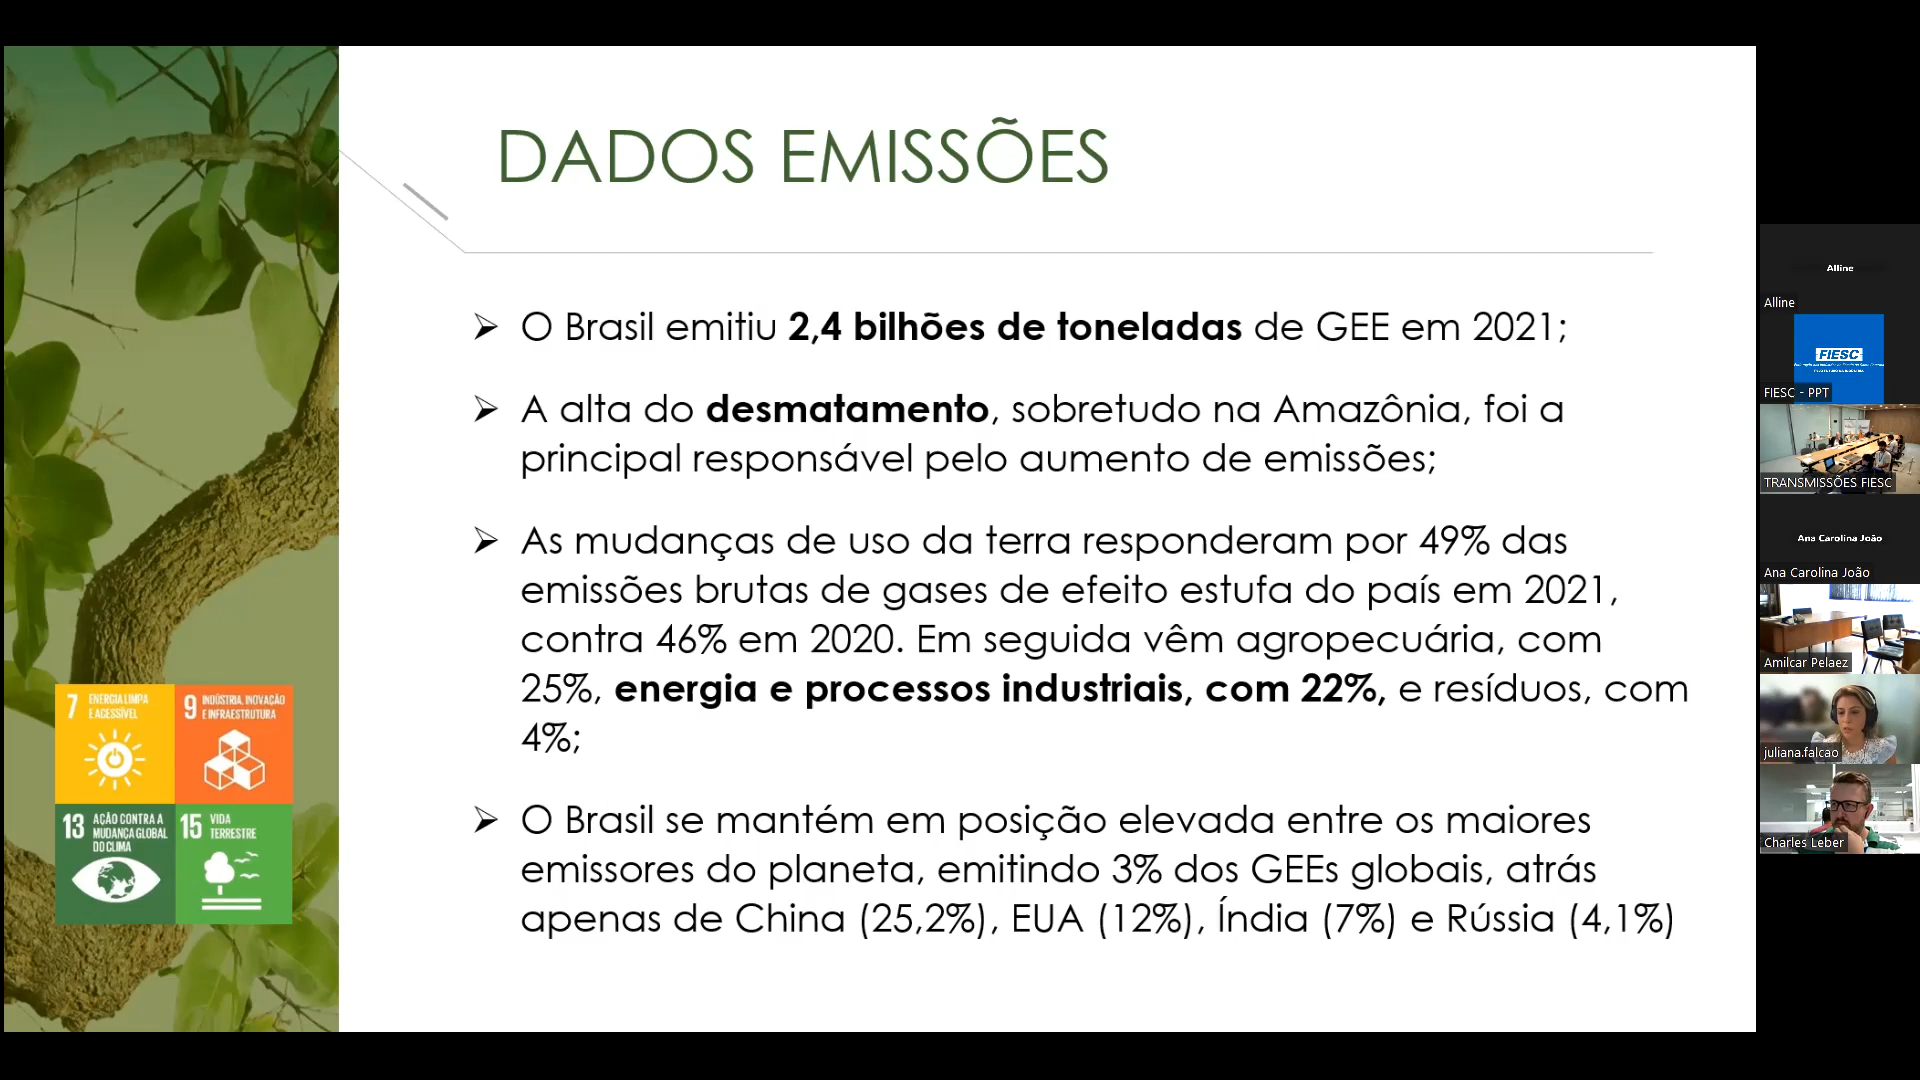 DADOS EMISSÕES
➢ O Brasil emitiu 2,4 bilhões de toneladas de GEE em 2021;
➢ A alta do desmatamento, sobretudo na Amazônia, foi a
principal responsável pelo aumento de emissões;
➢ As mudanças de uso da terra responderam por 49% das
emissões brutas de gases de efeito estufa do país em 2021,
contra 46% em 2020. Em seguida vêm agropecuária, com
25%, energia e processos industriais, com 22%, e resíduos, com
4%;
➢ O Brasil se mantém em posição elevada entre os maiores
emissores do planeta, emitindo 3% dos GEEs globais, atrás
apenas de China (25,2%), EUA (12%), Índia (7%) e Rússia (4,1%)
7 ENERGIA LIMPA
E ACESSÍVEL
9 INDÚSTRIA, INOVAÇÃO
E INFRAESTRUTURA
13 AÇÃO CONTRA A
MUDANÇA GLOBAL
DO CLIMA
15 VIDA
TERRESTRE
Alline
Alline
FIESC
FIESC - PPT
TRANSMISSÕES FIESC
Ana Carolina João
Ana Carolina João
Amilcar Pelaez
juliana.falcao
Charles Leber